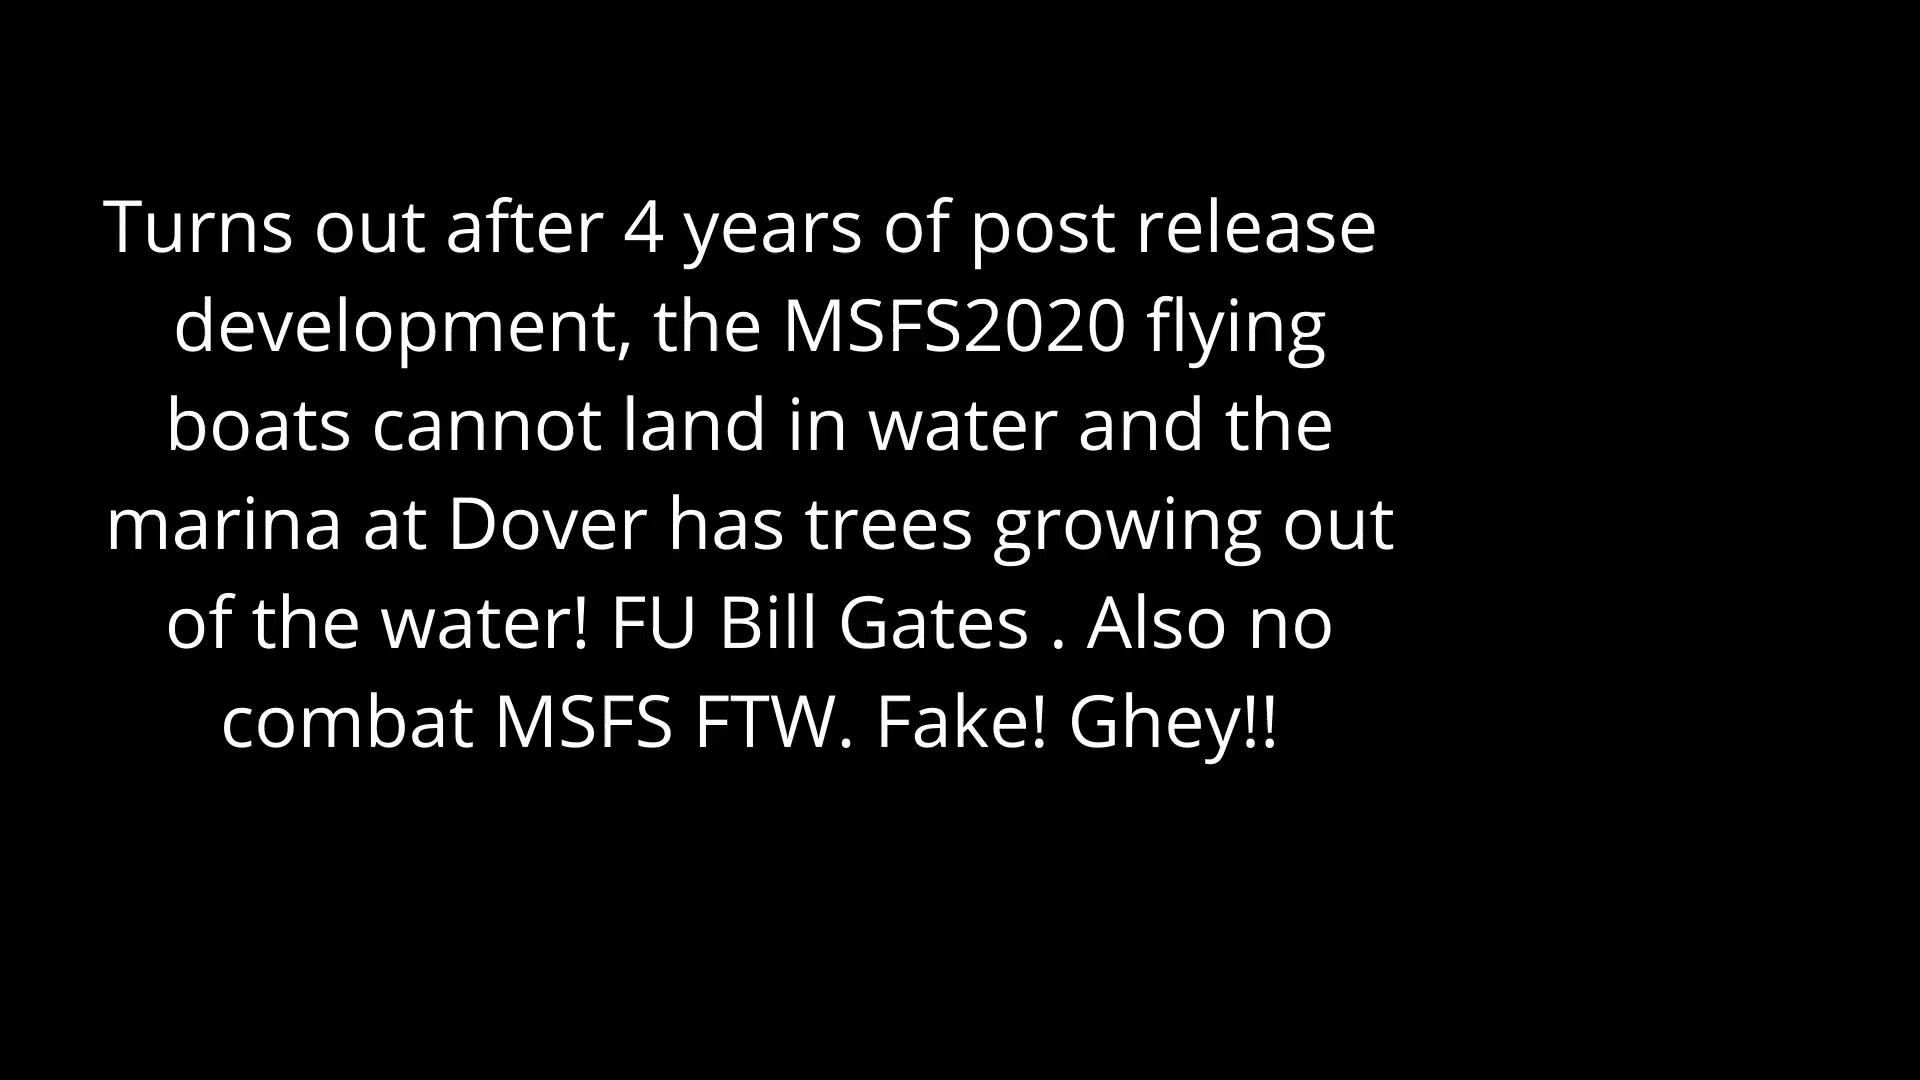 Turns out after 4 years of post release
development, the MSFS2020 flying
boats cannot land in water and the
marina at Dover has trees growing out
of the water! FU Bill Gates . Also no
combat MSFS FTW. Fake! Ghey!!